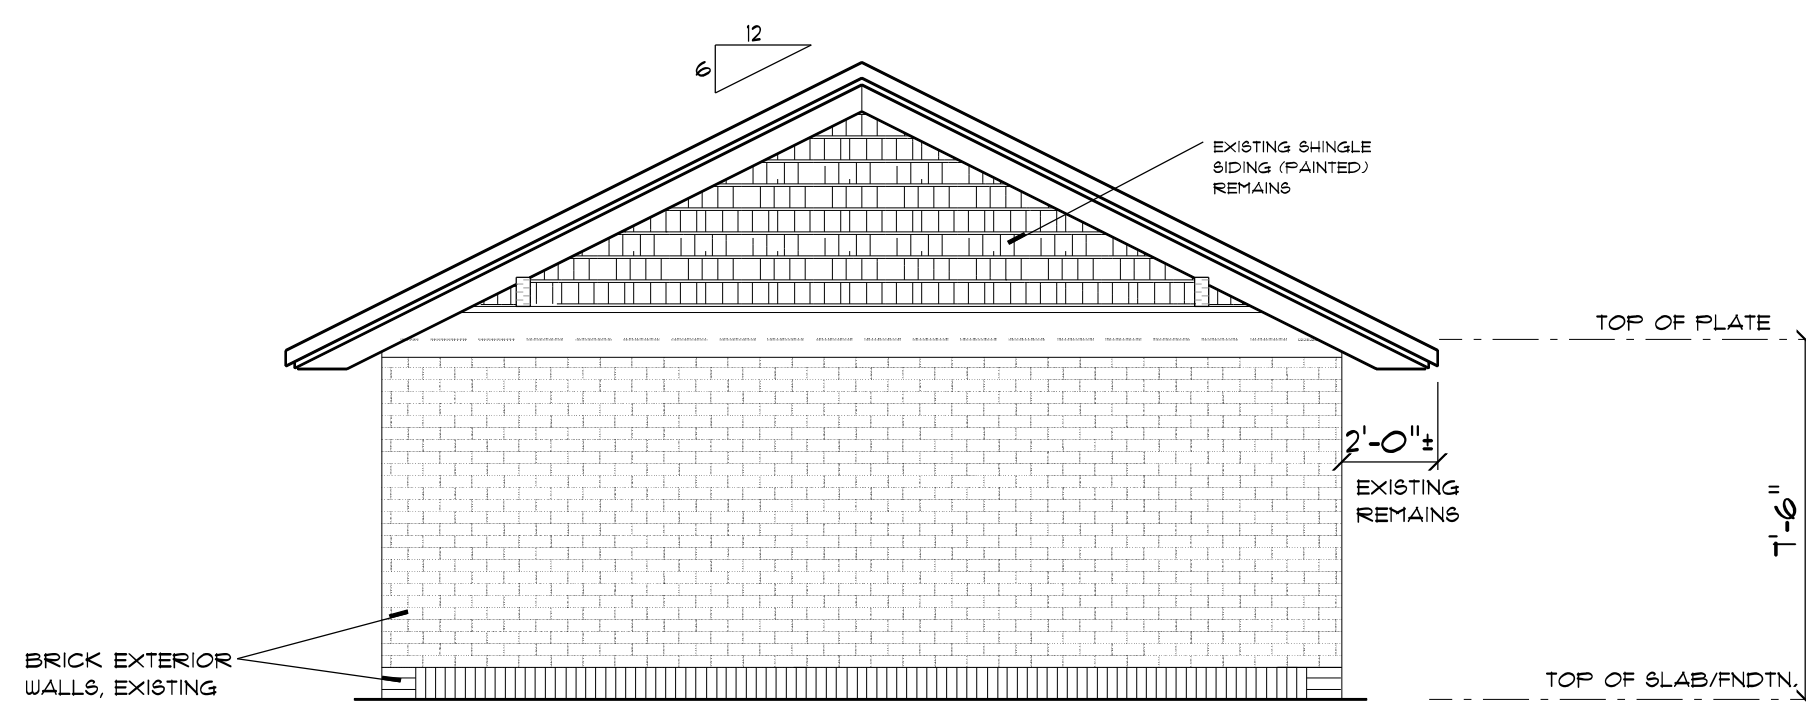 12
6
EXISTING SHINGLE
SIDING (PAINTED)
REMAINS
TOP OF PLATE
2'-0"±
EXISTING
REMAINS
7'-6"
BRICK EXTERIOR
WALLS, EXISTING
TOP OF SLAB/FNDTN.